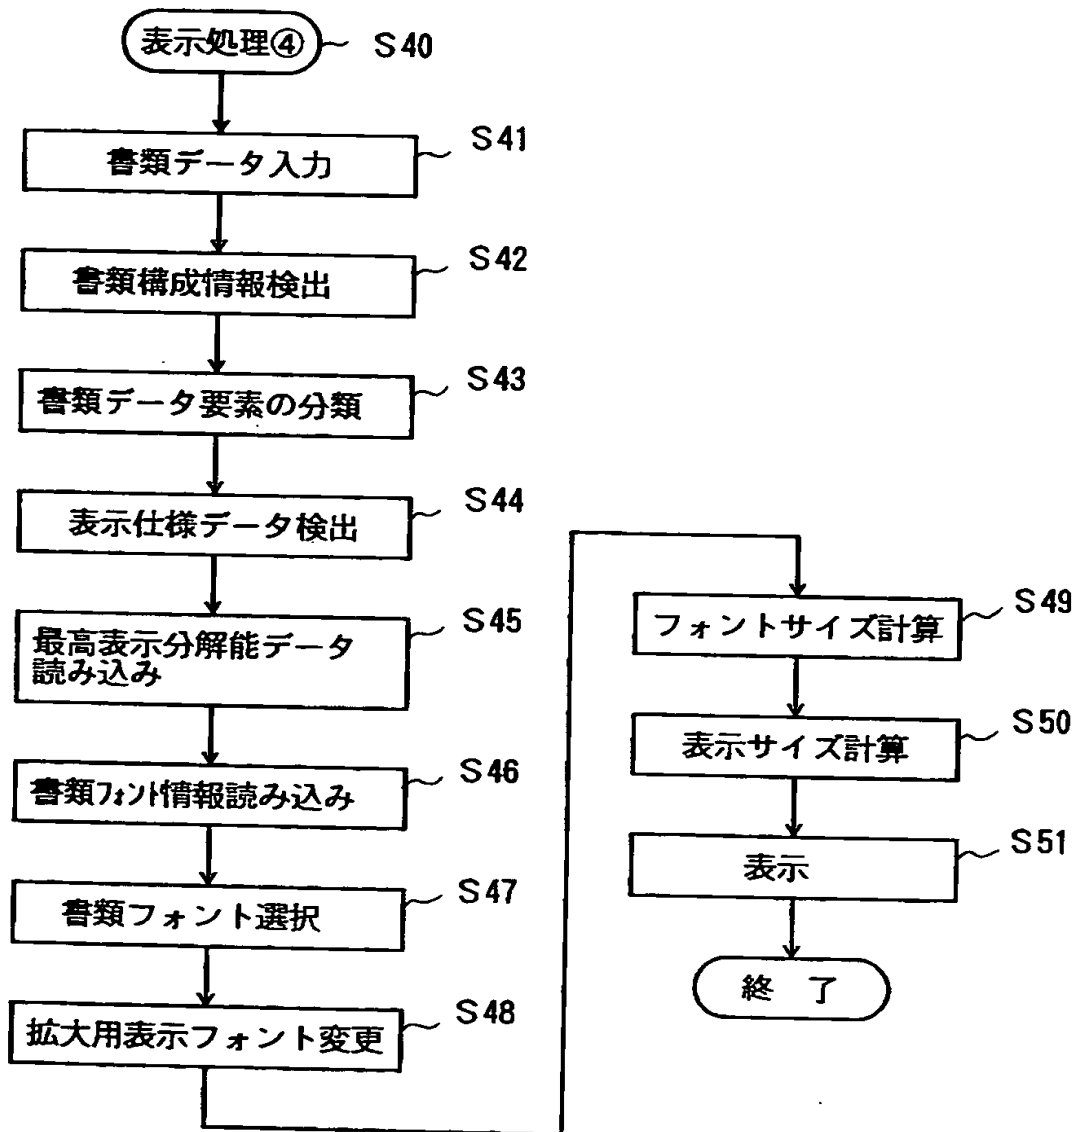 表示処理④
S40
書類データ入力
S41
書類構成情報検出
S42
書類データ要素の分類
S43
表示仕様データ検出
S44
最高表示分解能データ
読み込み
S45
書類フォント情報読み込み
S46
書類フォント選択
S47
拡大用表示フォント変更
S48
フォントサイズ計算
S49
表示サイズ計算
S50
表示
S51
終 了